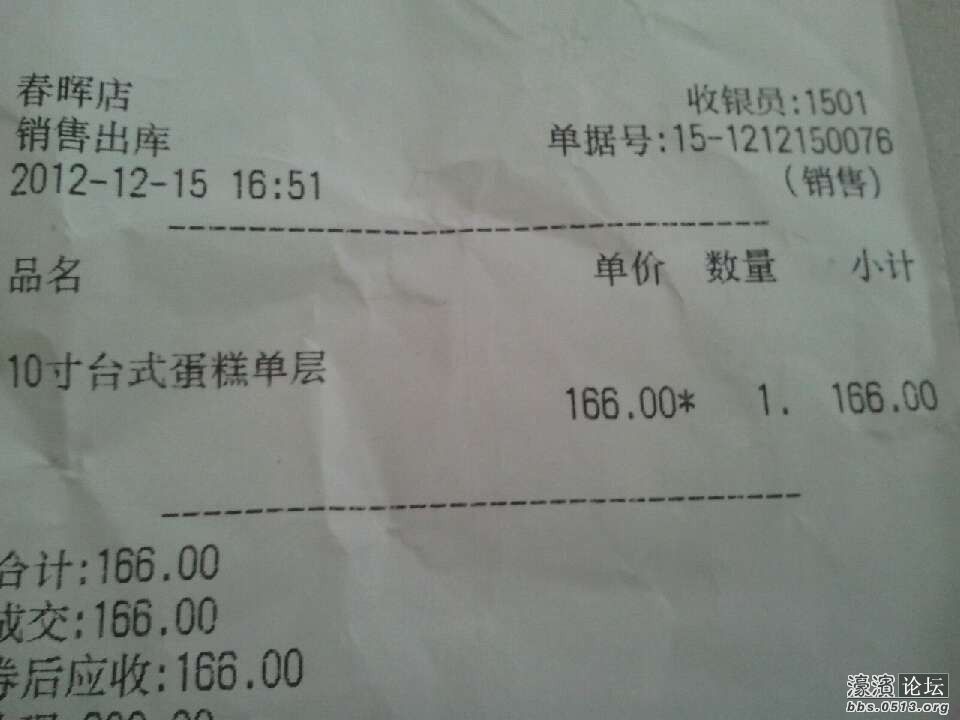 春晖店
收银员:1501
销售出库
单据号:15-1212150076
2012-12-15 16:51
(销售)
品名 单价 数量 小计
10寸台式蛋糕单层
166.00* 1. 166.00
合计:166.00
成交:166.00
券后应收:166.00
濠滨论坛
bbs.0513.org